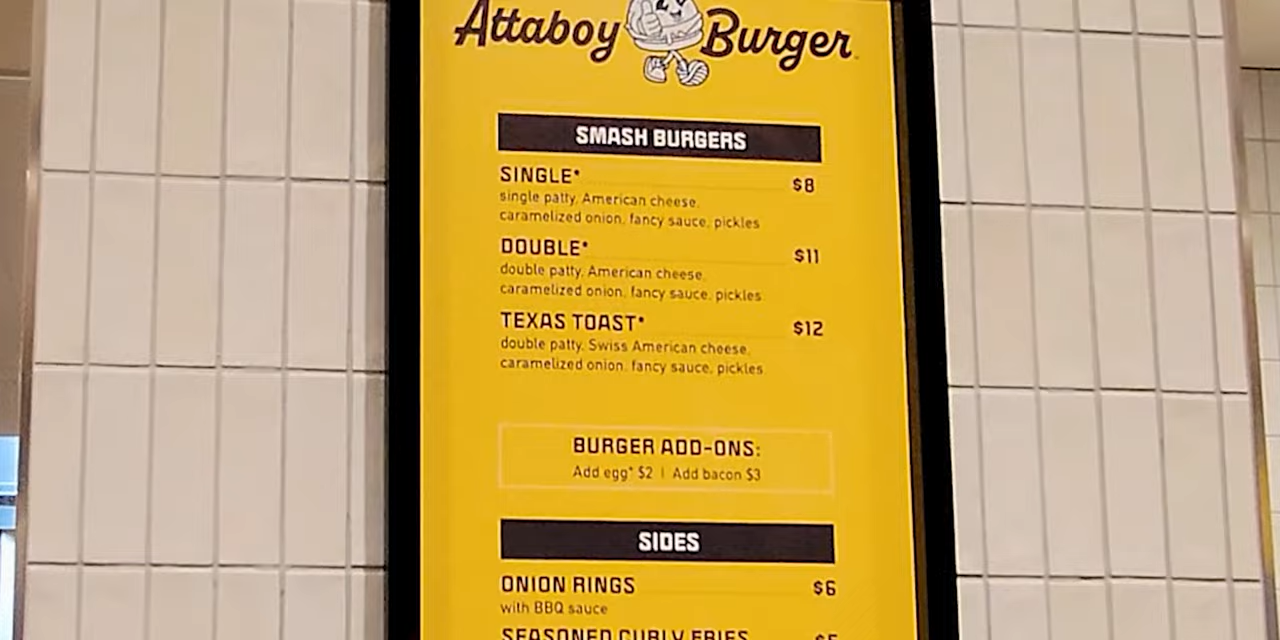 Attaboy Burger
SMASH BURGERS
SINGLE* $8
single patty, American cheese,
caramelized onion, fancy sauce, pickles
DOUBLE* $11
double patty, American cheese,
caramelized onion, fancy sauce, pickles
TEXAS TOAST* $12
double patty, Swiss American cheese,
caramelized onion, fancy sauce, pickles
BURGER ADD-ONS:
Add egg* $2 | Add bacon $3
SIDES
ONION RINGS $6
with BBQ sauce
SEASONED CURLY FRIES $5